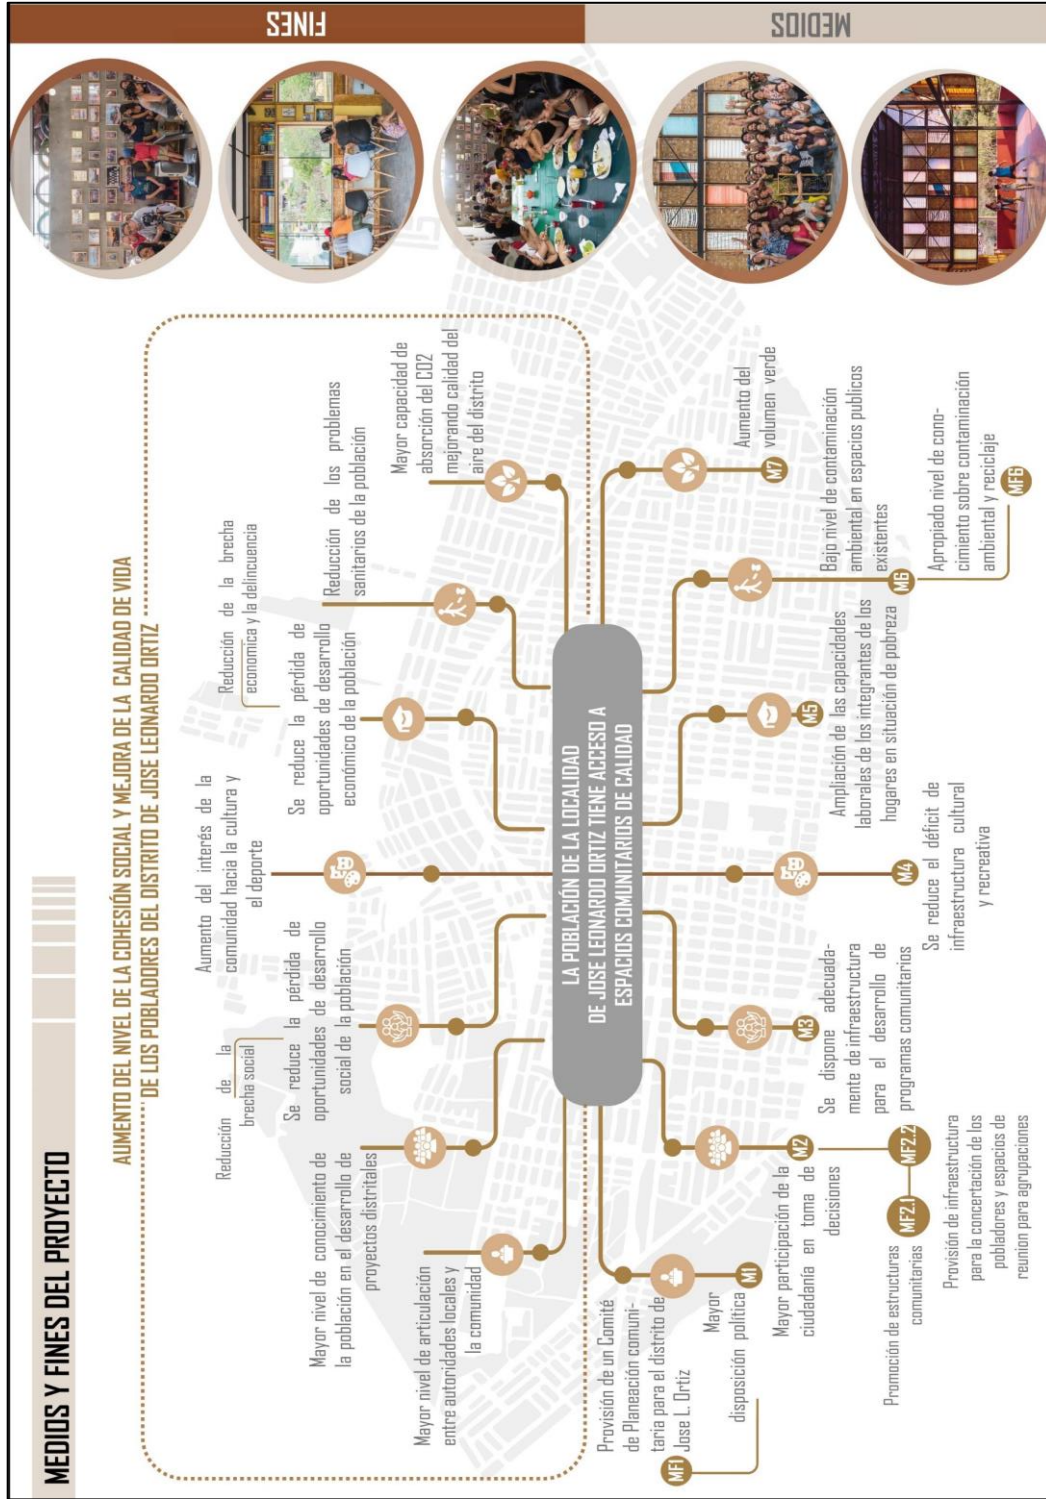 MEDIOS Y FINES DEL PROYECTO
AUMENTO DEL NIVEL DE LA COHESIÓN SOCIAL Y MEJORA DE LA CALIDAD DE VIDA
DE LOS POBLADORES DEL DISTRITO DE JOSE LEONARDO ORTIZ
FINES
Reducción de la
brecha social
Reducción de la brecha
economica y la delincuencia
Mayor nivel de articulación
entre autoridades locales y
la comunidad
Mayor nivel de conocimiento de
la población en el desarrollo de
proyectos distritales
Se reduce la pérdida de
oportunidades de desarrollo
social de la población
Aumento del interés de la
comunidad hacia la cultura y
el deporte
Se reduce la pérdida de
oportunidades de desarrollo
económico de la población
Reducción de los problemas
sanitarios de la población
Mayor capacidad de
absorción del CO2
mejorando calidad del
aire del distrito
LA POBLACIÓN DE LA LOCALIDAD
DE JOSE LEONARDO ORTIZ TIENE ACCESO A
ESPACIOS COMUNITARIOS DE CALIDAD
MEDIOS
Provisión de un Comité
de Planeación comuni-
taria para el distrito de
Jose L. Ortiz
MF1
Mayor
disposición política
M1
M2
Mayor participación de la
ciudadanía en toma de
decisiones
MF2.1
MF2.2
Promoción de estructuras
comunitarias
Provisión de infraestructura
para la concertación de los
pobladores y espacios de
reunion para agrupaciones
M3
Se dispone adecuada-
mente de infraestructura
para el desarrollo de
programas comunitarios
M4
Se reduce el déficit de
infraestructura cultural
y recreativa
M5
Ampliación de las capacidades
laborales de los integrantes de los
hogares en situación de pobreza
M6
Bajo nivel de contaminación
ambiental en espacios publicos
existentes
Apropiado nivel de cono-
cimiento sobre contaminación
ambiental y reciclaje
MF6
M7
Aumento del
volumen verde